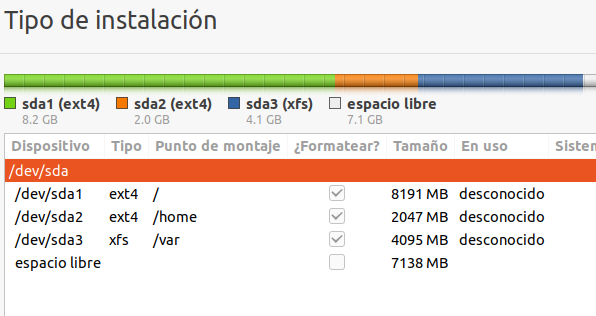 Tipo de instalación
sda1 (ext4) sda2 (ext4) sda3 (xfs) espacio libre
8.2 GB 2.0 GB 4.1 GB 7.1 GB
Dispositivo Tipo Punto de montaje ¿Formatear? Tamaño En uso Sistem
/dev/sda
/dev/sda1 ext4 / 8191 MB desconocido
/dev/sda2 ext4 /home 2047 MB desconocido
/dev/sda3 xfs /var 4095 MB desconocido
espacio libre 7138 MB